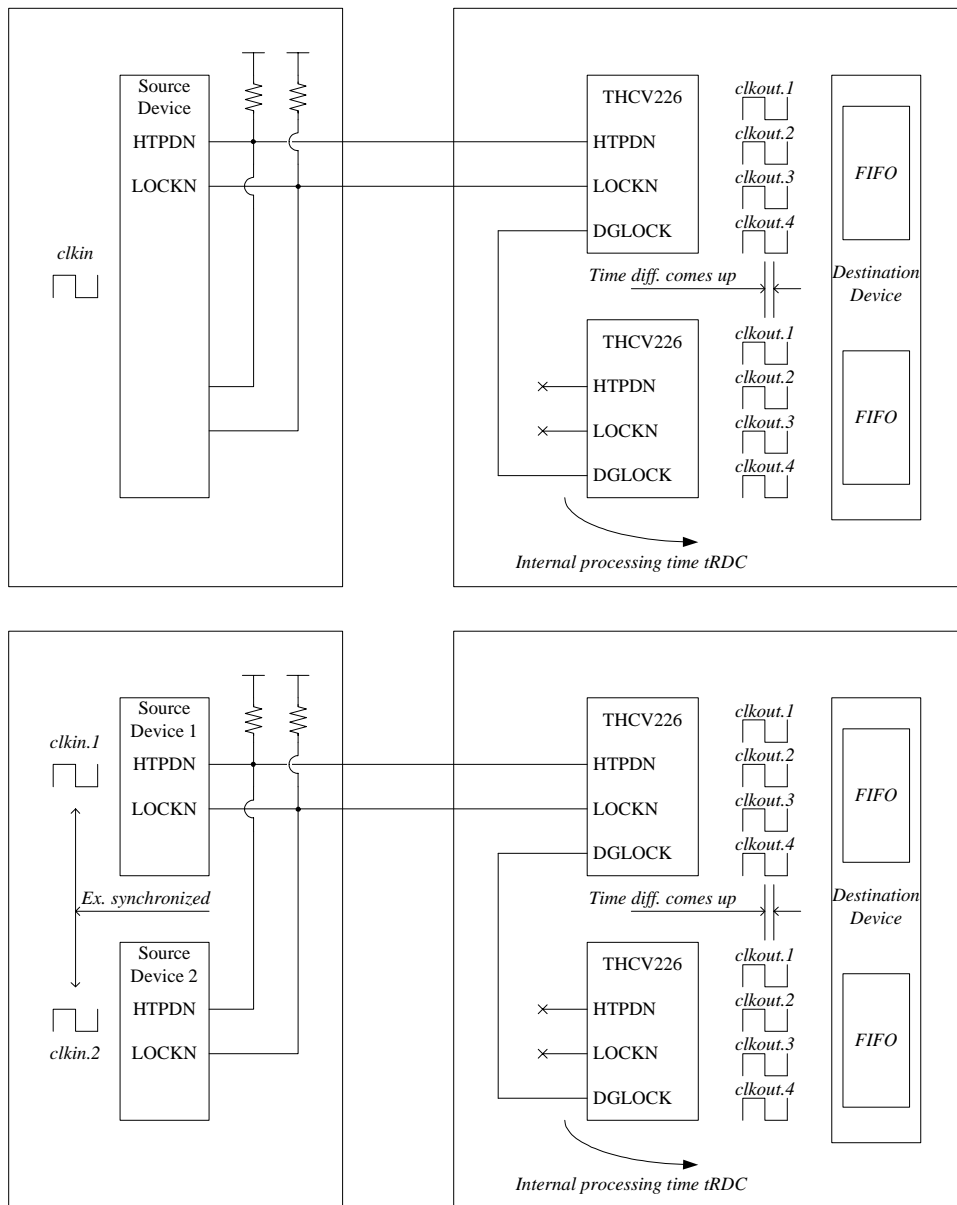 Source
Device
HTPDN
LOCKN
clkin
THCV226
HTPDN
LOCKN
DGLOCK
clkout.1
clkout.2
clkout.3
clkout.4
FIFO
Time diff. comes up
Destination
Device
THCV226
HTPDN
LOCKN
DGLOCK
clkout.1
clkout.2
clkout.3
clkout.4
FIFO
Internal processing time tRDC
Source
Device 1
clkin.1
HTPDN
LOCKN
Ex. synchronized
Source
Device 2
HTPDN
LOCKN
clkin.2
THCV226
HTPDN
LOCKN
DGLOCK
clkout.1
clkout.2
clkout.3
clkout.4
FIFO
Time diff. comes up
Destination
Device
THCV226
HTPDN
LOCKN
DGLOCK
clkout.1
clkout.2
clkout.3
clkout.4
FIFO
Internal processing time tRDC